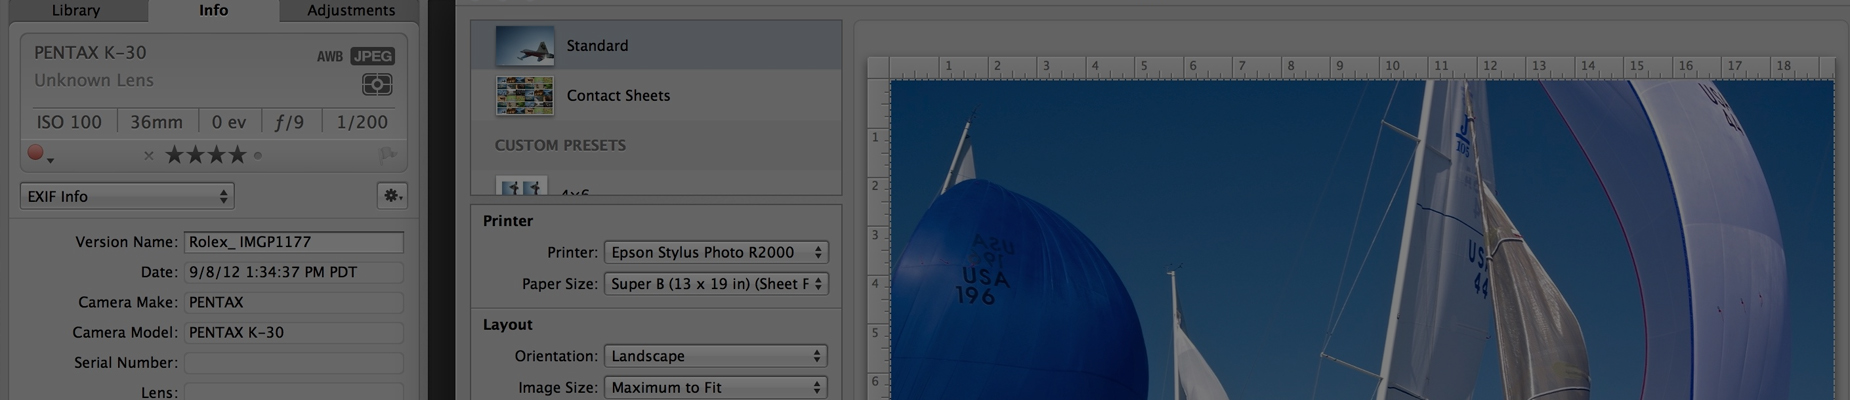 Library Info Adjustments
PENTAX K-30
AWB JPEG
Unknown Lens
ISO 100 36mm 0 ev ƒ/9 1/200
EXIF Info
Version Name: Rolex_ IMGP1177
Date: 9/8/12 1:34:37 PM PDT
Camera Make: PENTAX
Camera Model: PENTAX K-30
Serial Number:
Lens:
Standard
Contact Sheets
CUSTOM PRESETS
4x6
Printer
Printer: Epson Stylus Photo R2000
Paper Size: Super B (13 x 19 in) (Sheet F
Layout
Orientation: Landscape
Image Size: Maximum to Fit
1 2 3 4 5 6 7 8 9 10 11 12 13 14 15 16 17 18
1
2
3
4
5
6
USA
196
USA
196
J
105
US
44